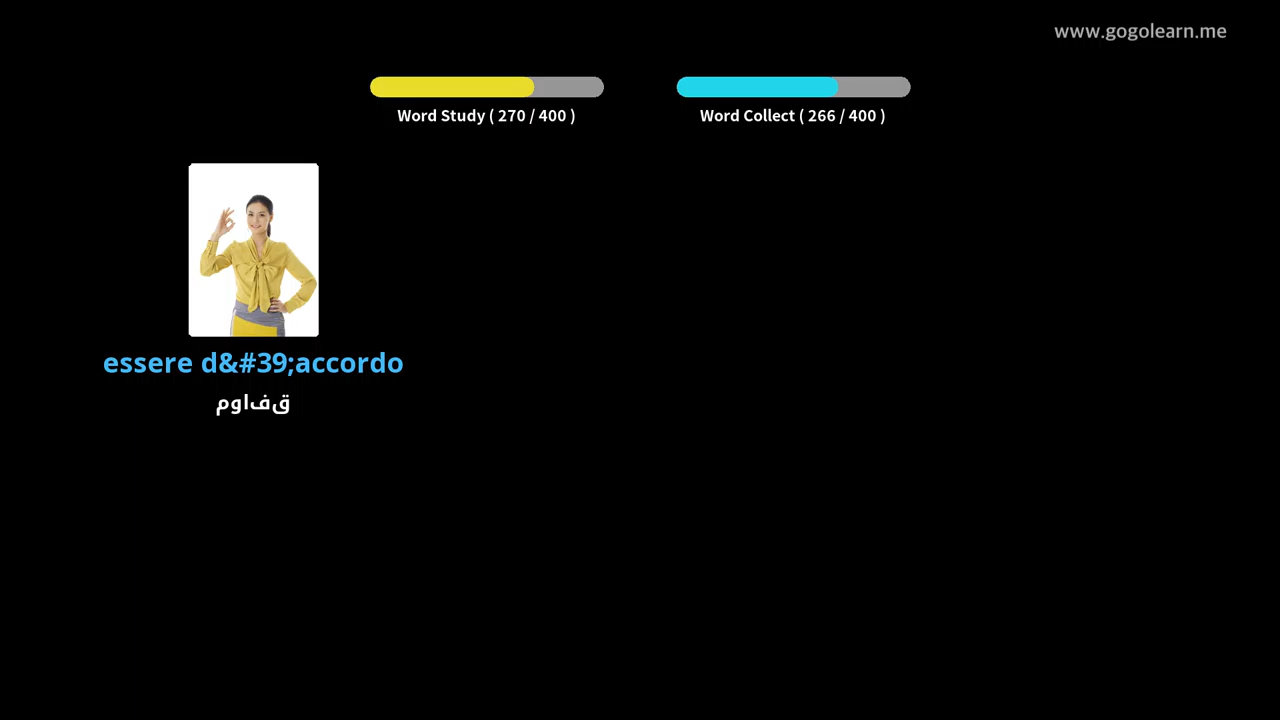 www.gogolearn.me
Word Study ( 270 / 400 )
Word Collect ( 266 / 400 )
essere d&#39;accordo
موافق